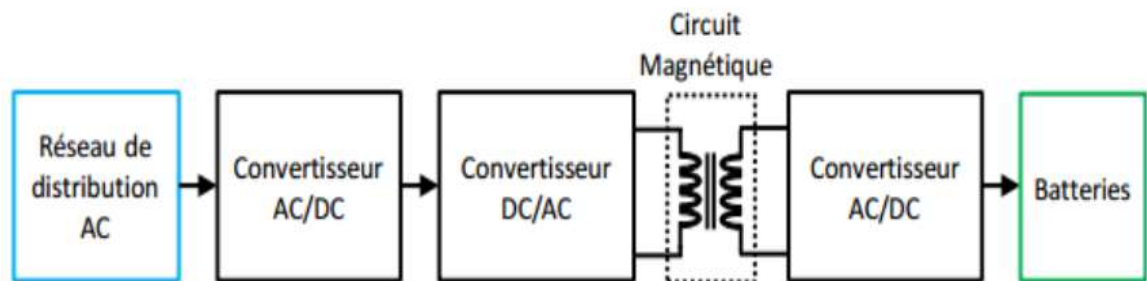 Circuit
Magnétique
Réseau de
distribution
AC
Convertisseur
AC/DC
Convertisseur
DC/AC
Convertisseur
AC/DC
Batteries